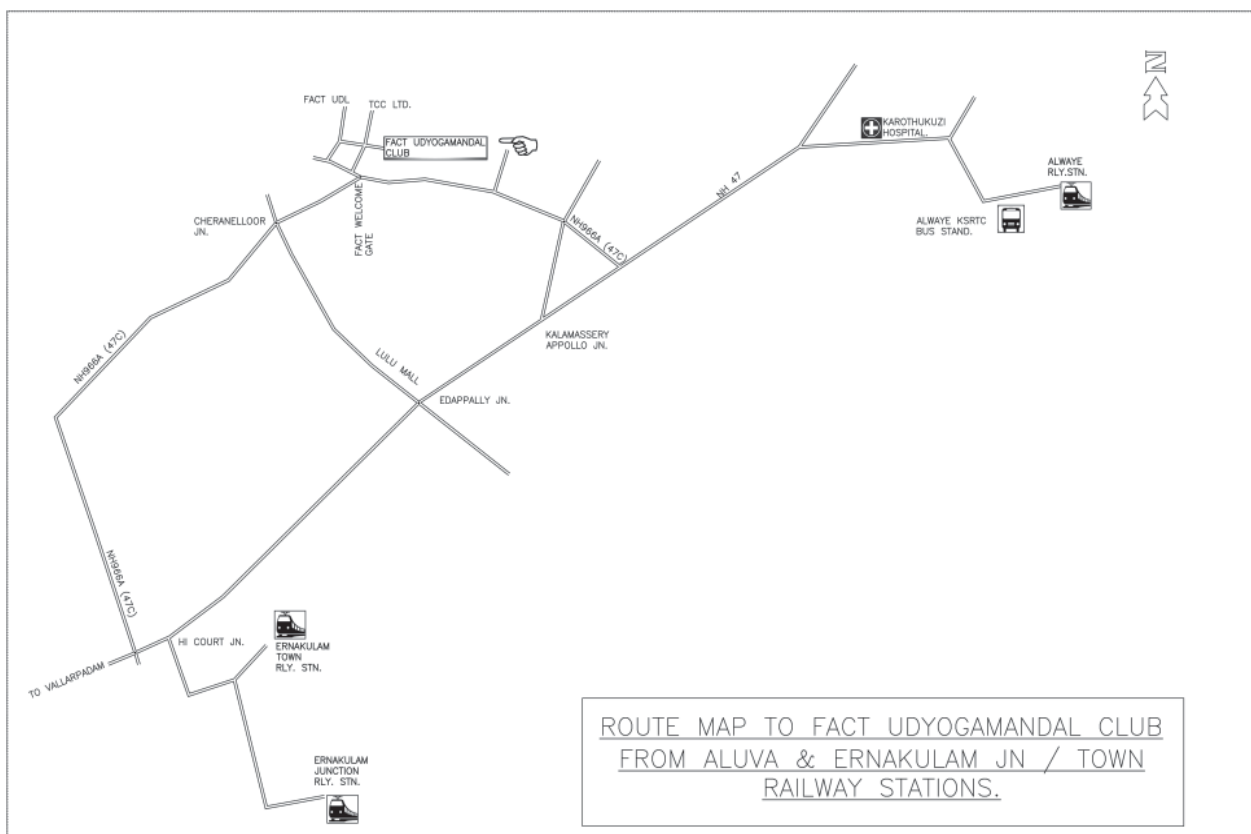 N
FACT UDL
TCC LTD.
FACT UDYOGAMANDAL
CLUB
KAROTHUKUZI
HOSPITAL.
ALWAYE
RLY.STN.
NH 47
CHERANELLOOR
JN.
FACT WELCOME
GATE
NH966A (47C)
ALWAYE KSRTC
BUS STAND.
KALAMASSERY
APPOLLO JN.
NH966A (47C)
LULU MALL
EDAPPALLY JN.
NH966A (47C)
HI COURT JN.
ERNAKULAM
TOWN
RLY. STN.
TO VALLARPADAM
ERNAKULAM
JUNCTION
RLY. STN.
ROUTE MAP TO FACT UDYOGAMANDAL CLUB
FROM ALUVA & ERNAKULAM JN / TOWN
RAILWAY STATIONS.